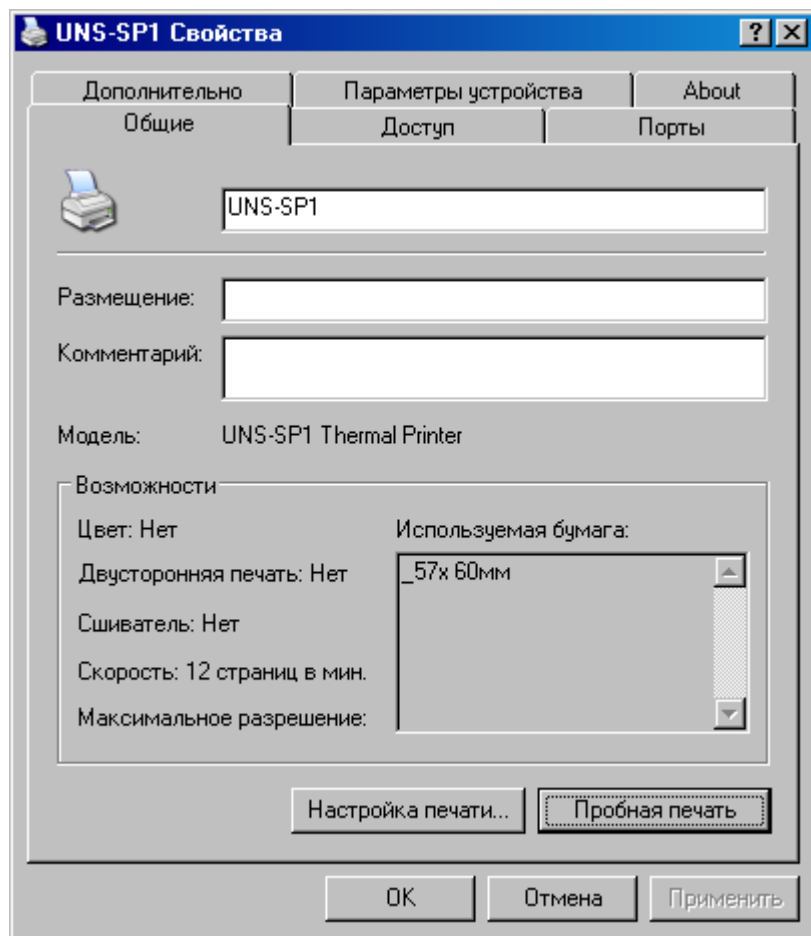 UNS-SP1 Свойства
Дополнительно Параметры устройства About
Общие Доступ Порты
UNS-SP1
Размещение:
Комментарий:
Модель: UNS-SP1 Thermal Printer
Возможности
Цвет: Нет Используемая бумага:
Двусторонняя печать: Нет _57x 60мм
Сшиватель: Нет
Скорость: 12 страниц в мин.
Максимальное разрешение:
Настройка печати... Пробная печать
OK Отмена Применить